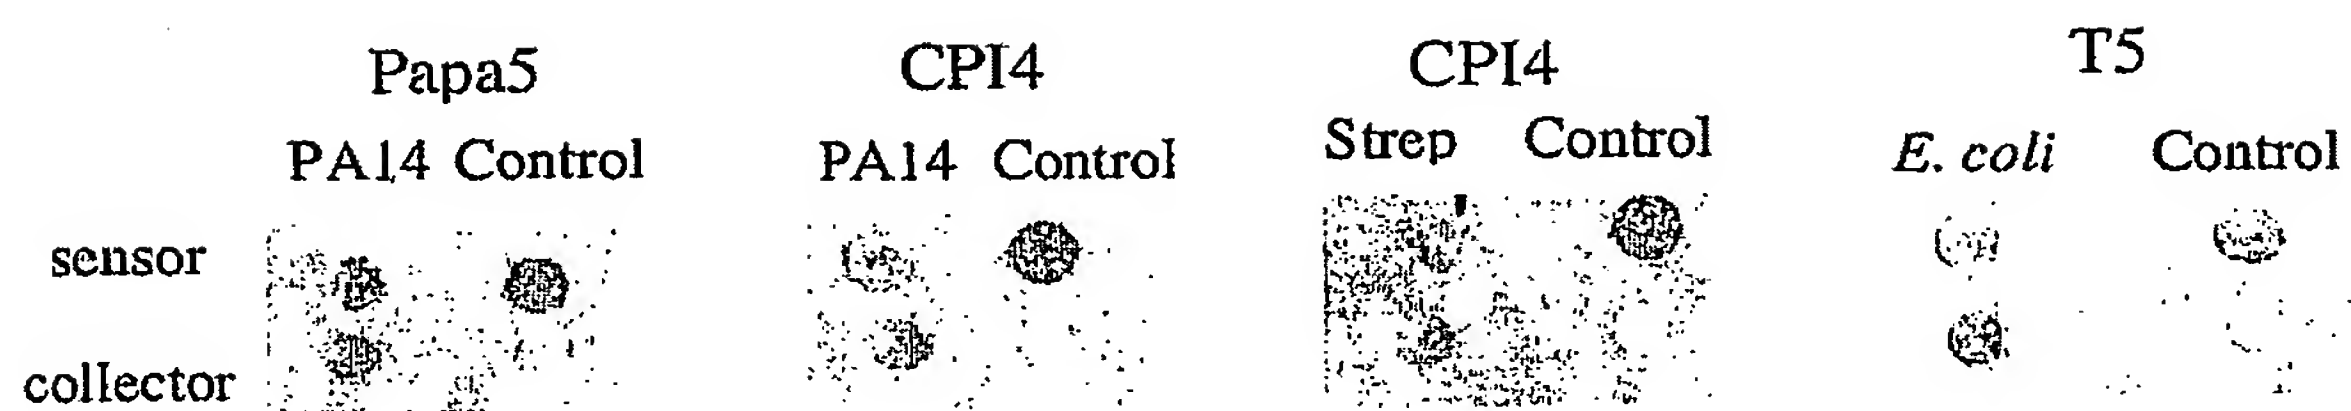 Papa5 CPI4 CPI4 T5
PA14 Control PA14 Control Strep Control E. coli Control
sensor
collector